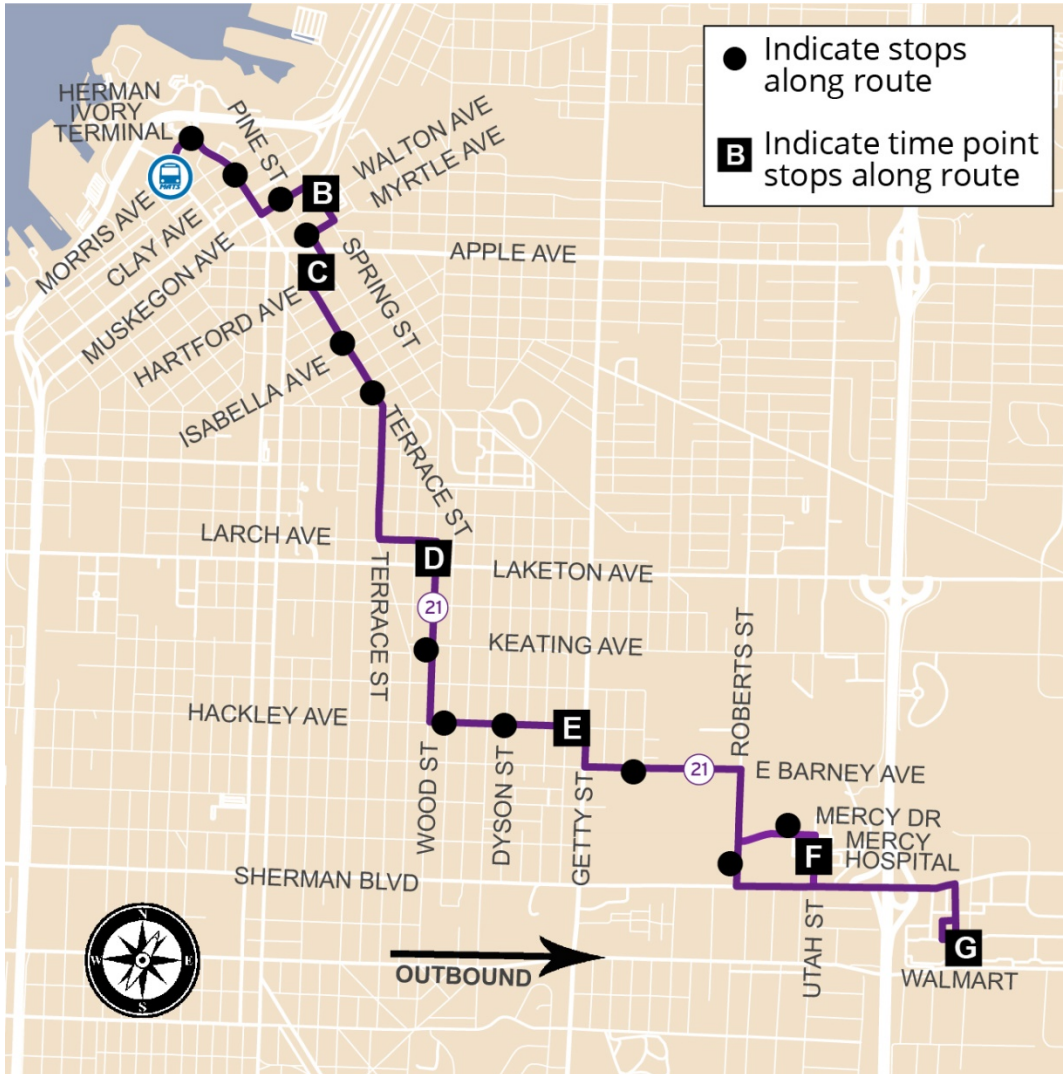 Indicate stops
along route
B Indicate time point
stops along route
HERMAN
IVORY
TERMINAL
PINE ST
WALTON AVE
MYRTLE AVE
B
MORRIS AVE
CLAY AVE
MUSKEGON AVE
SPRING ST
APPLE AVE
C
HARTFORD AVE
ISABELLA AVE
TERRACE ST
LARCH AVE
D
LAKETON AVE
TERRACE ST
21
KEATING AVE
ROBERTS ST
HACKLEY AVE
E
WOOD ST
DYSON ST
GETTY ST
21
E BARNEY AVE
MERCY DR
MERCY
HOSPITAL
F
SHERMAN BLVD
UTAH ST
G
WALMART
N
W
E
S
OUTBOUND